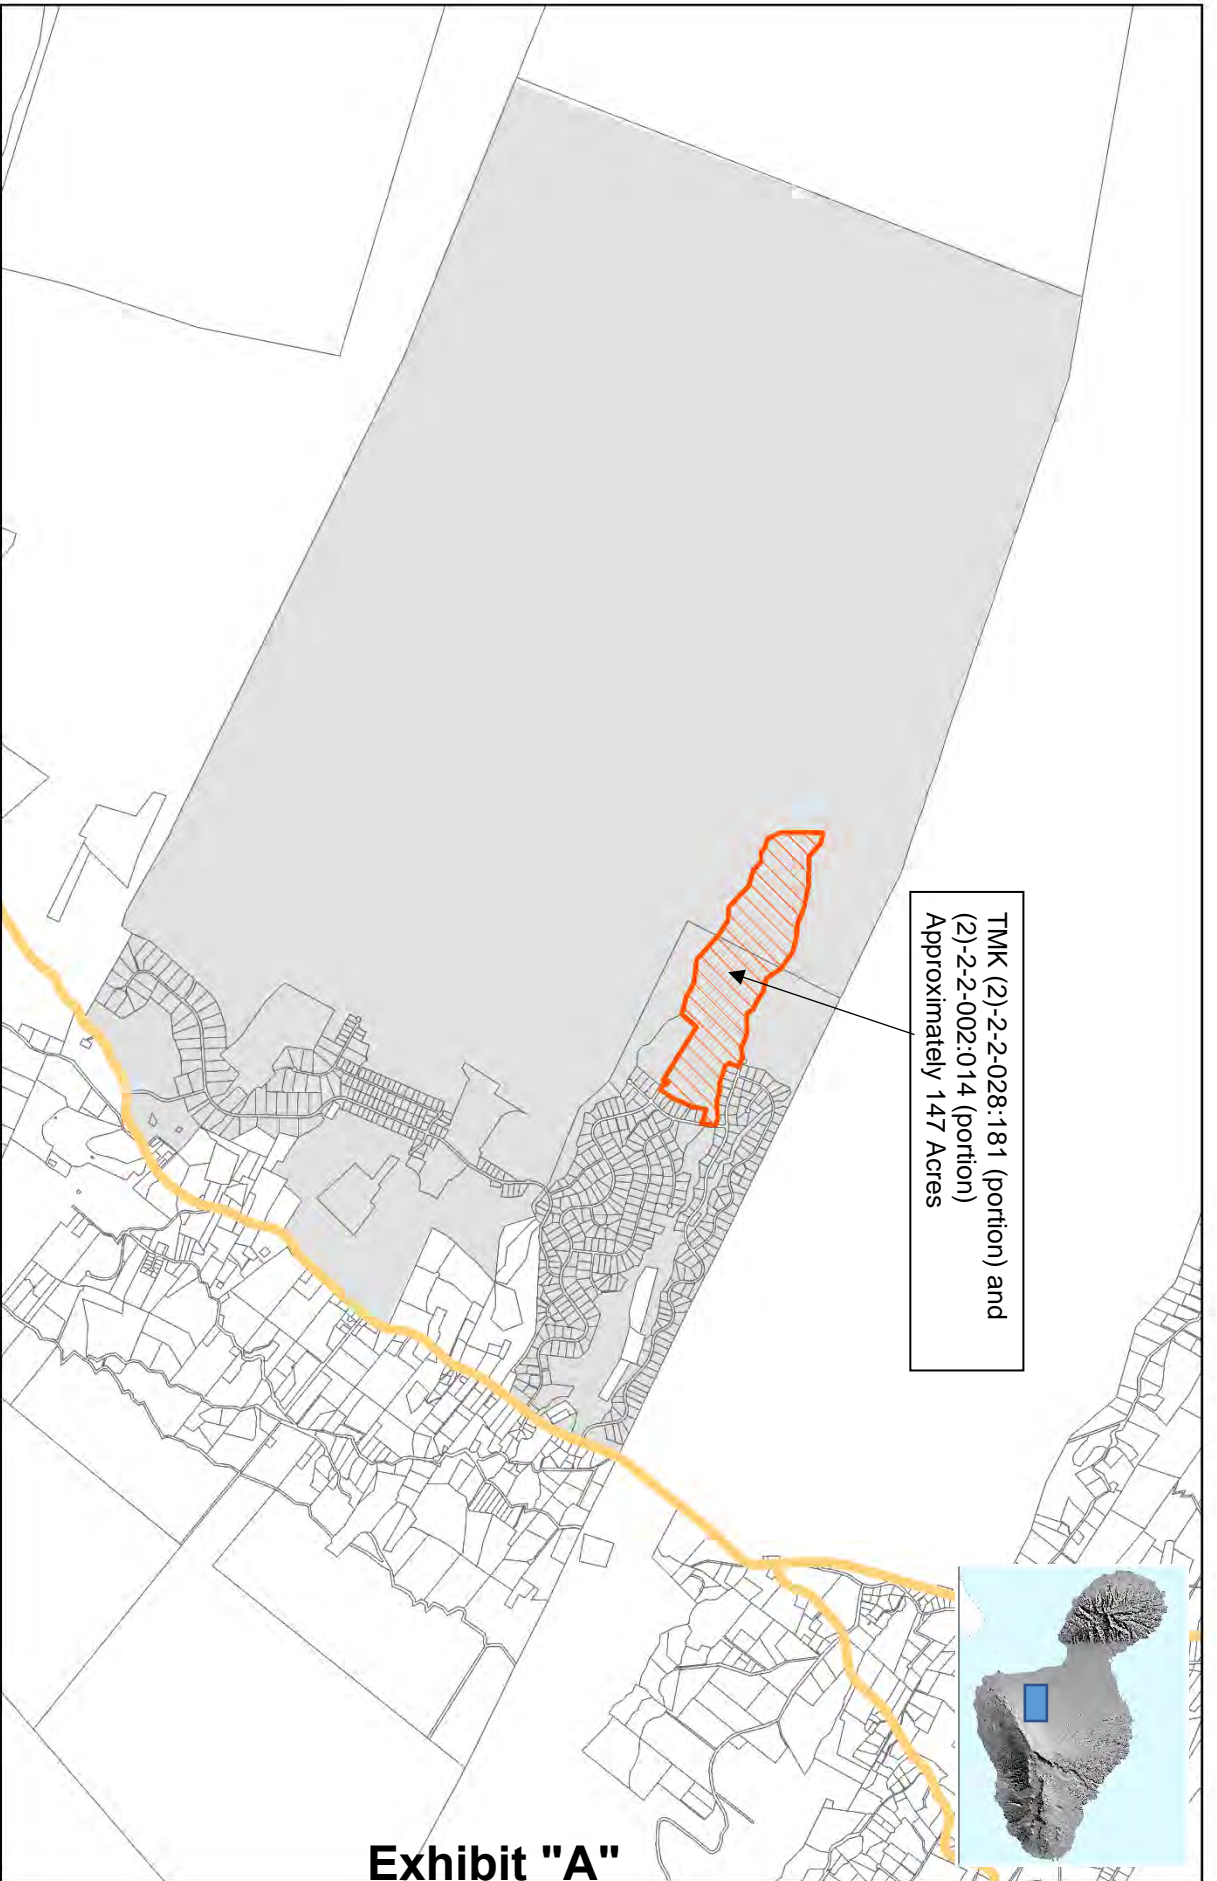 TMK (2)-2-2-028:181 (portion) and
(2)-2-2-002:014 (portion)
Approximately 147 Acres
Exhibit "A"